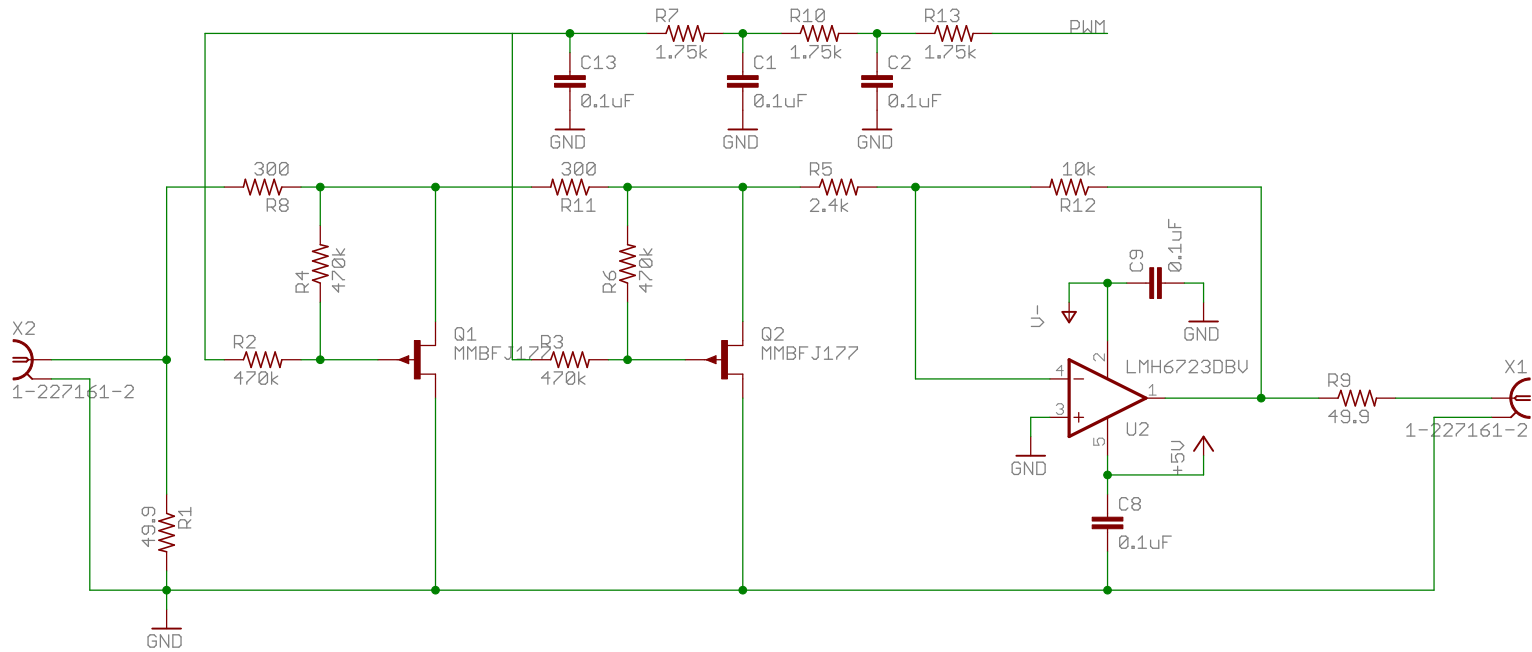 R7
R10
R13
PWM
1.75k
1.75k
1.75k
C13
C1
C2
0.1uF
0.1uF
0.1uF
GND
GND
GND
300
300
R5
10k
R8
R11
2.4k
R12
R4
470k
R6
470k
C9
0.1uF
V-
GND
X2
R2
Q1
R3
Q2
MMBFJ177
MMBFJ177
2
LMH6723DBV
X1
470k
470k
4
1
R9
1-227161-2
3
49.9
5
U2
1-227161-2
+5V
GND
49.9
R1
C8
0.1uF
GND